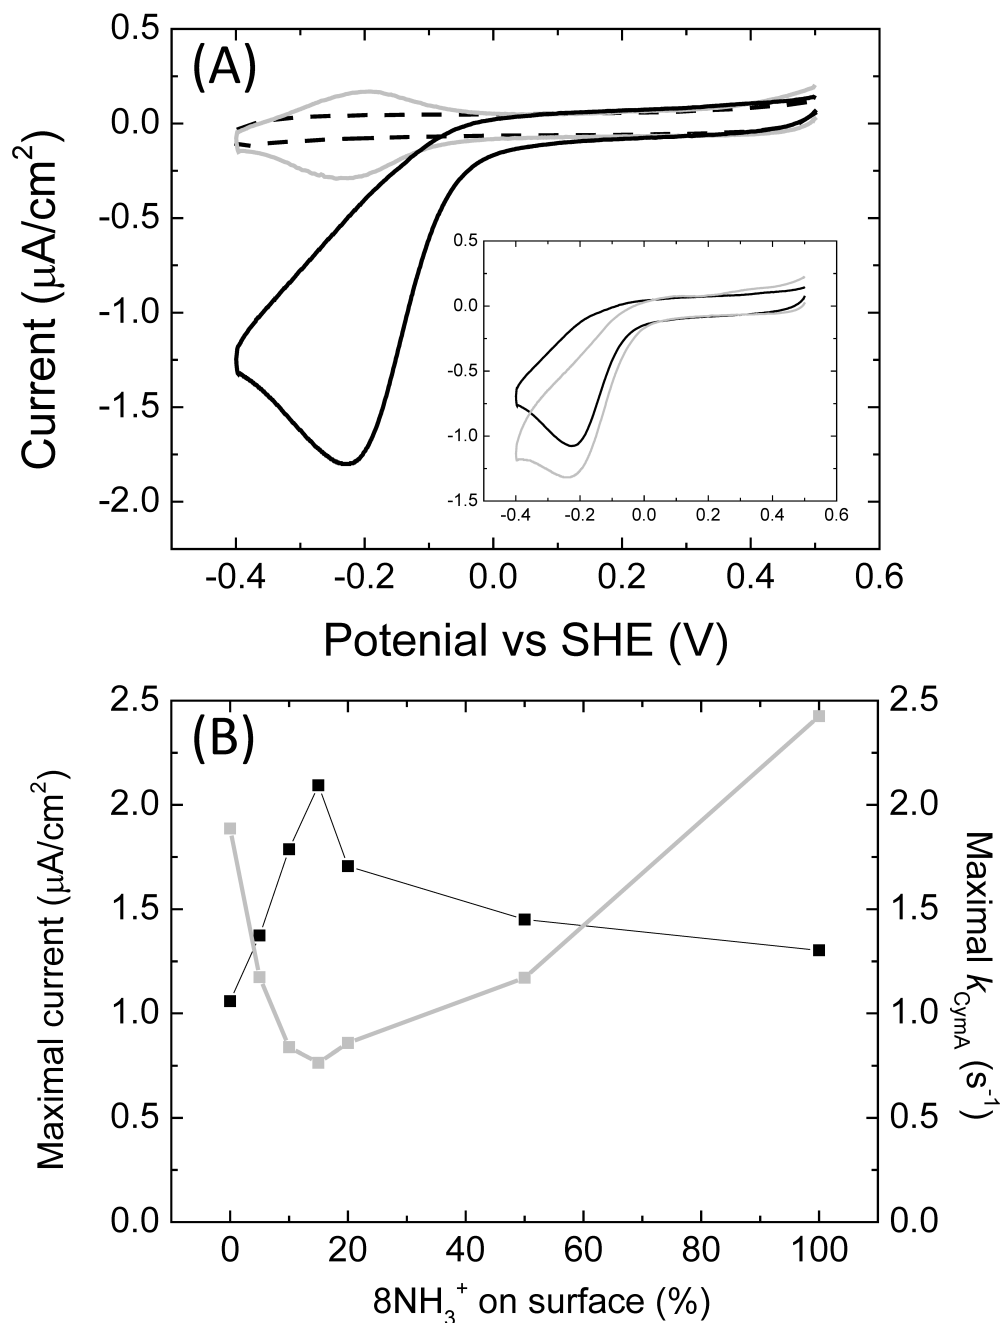 (A)
Current (μA/cm²)
0.5
0.0
-0.5
-1.0
-1.5
-2.0
-0.4 -0.2 0.0 0.2 0.4 0.6
Potenial vs SHE (V)
0.5
0.0
-0.5
-1.0
-1.5
-0.4 -0.2 0.0 0.2 0.4 0.6
(B)
Maximal current (μA/cm²)
2.5
2.0
1.5
1.0
0.5
0.0
0 20 40 60 80 100
8NH₃⁺ on surface (%)
2.5
2.0
1.5
1.0
0.5
0.0
Maximal k_CymA (s⁻¹)